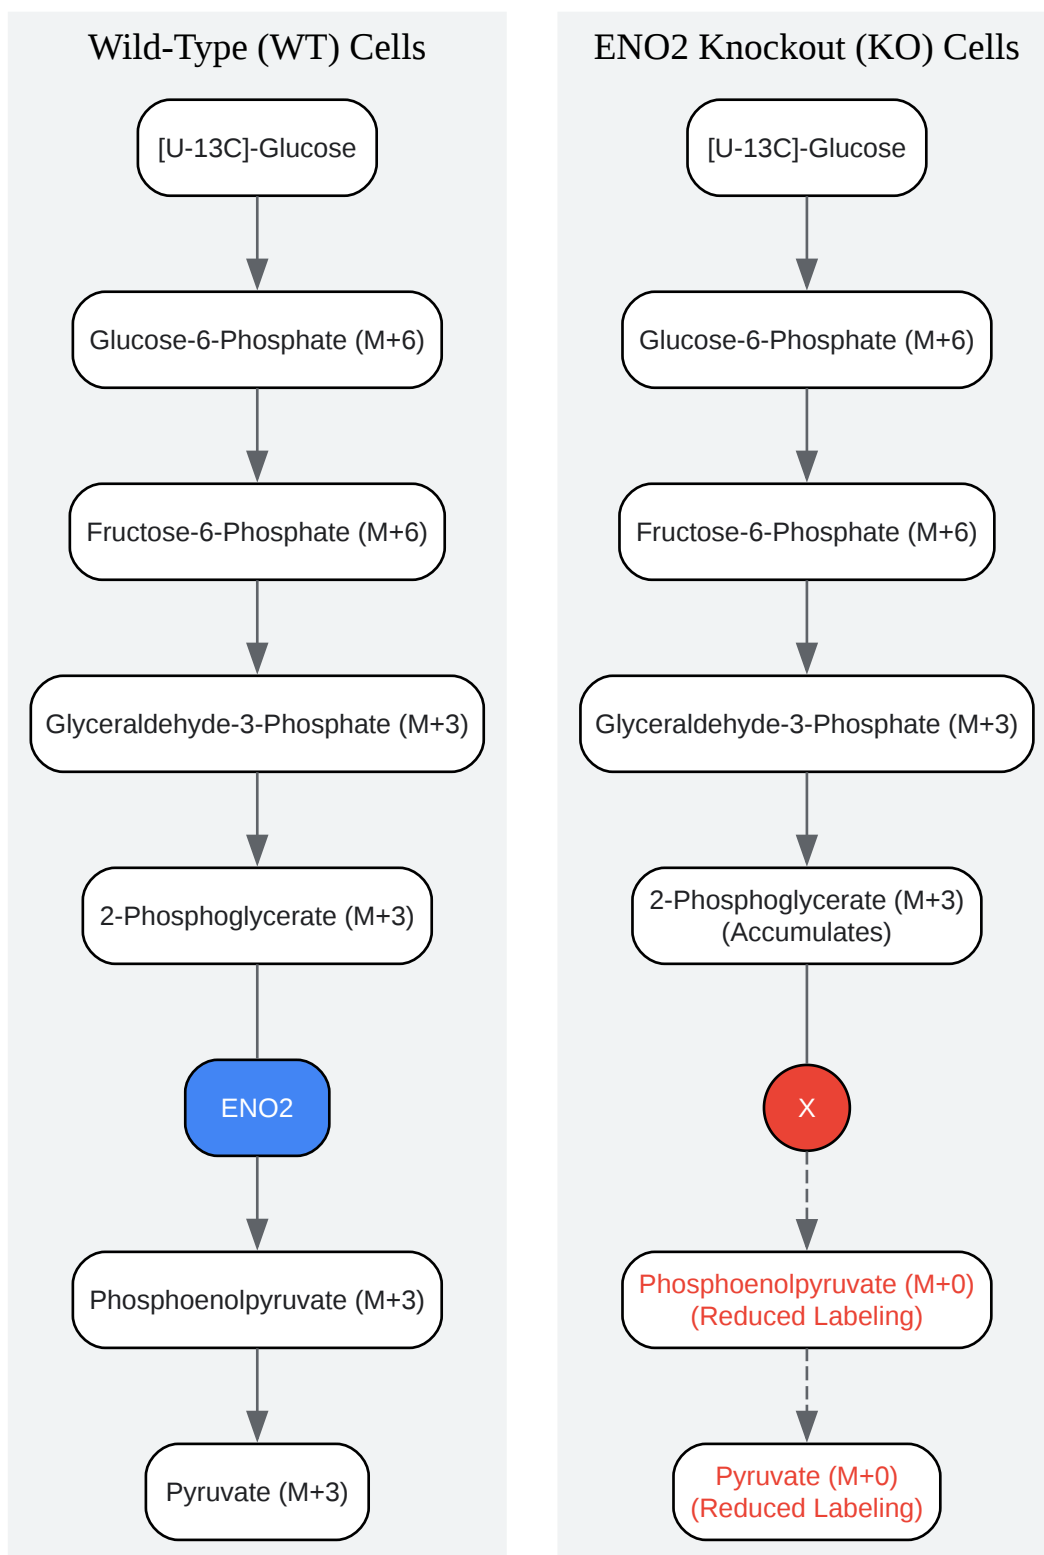 Wild-Type (WT) Cells
[U-13C]-Glucose
Glucose-6-Phosphate (M+6)
Fructose-6-Phosphate (M+6)
Glyceraldehyde-3-Phosphate (M+3)
2-Phosphoglycerate (M+3)
ENO2
Phosphoenolpyruvate (M+3)
Pyruvate (M+3)
ENO2 Knockout (KO) Cells
[U-13C]-Glucose
Glucose-6-Phosphate (M+6)
Fructose-6-Phosphate (M+6)
Glyceraldehyde-3-Phosphate (M+3)
2-Phosphoglycerate (M+3)
(Accumulates)
X
Phosphoenolpyruvate (M+0)
(Reduced Labeling)
Pyruvate (M+0)
(Reduced Labeling)